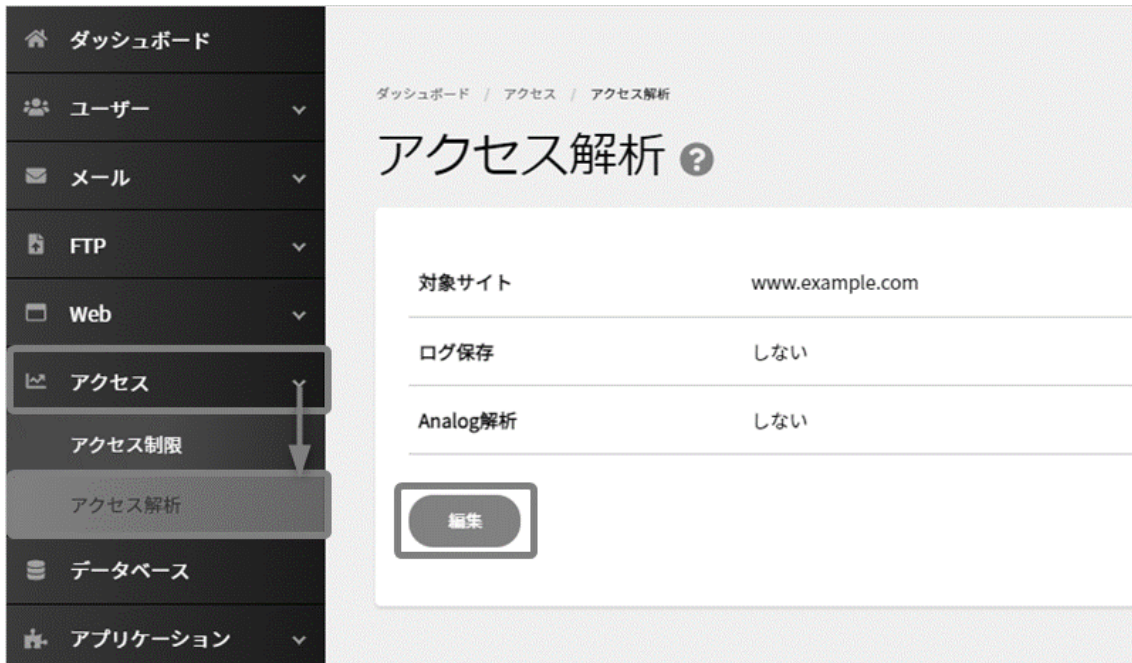 ダッシュボード
ユーザー
メール
FTP
Web
アクセス
アクセス制限
アクセス解析
データベース
アプリケーション
ダッシュボード / アクセス / アクセス解析
アクセス解析 ?
対象サイト www.example.com
ログ保存 しない
Analog解析 しない
編集